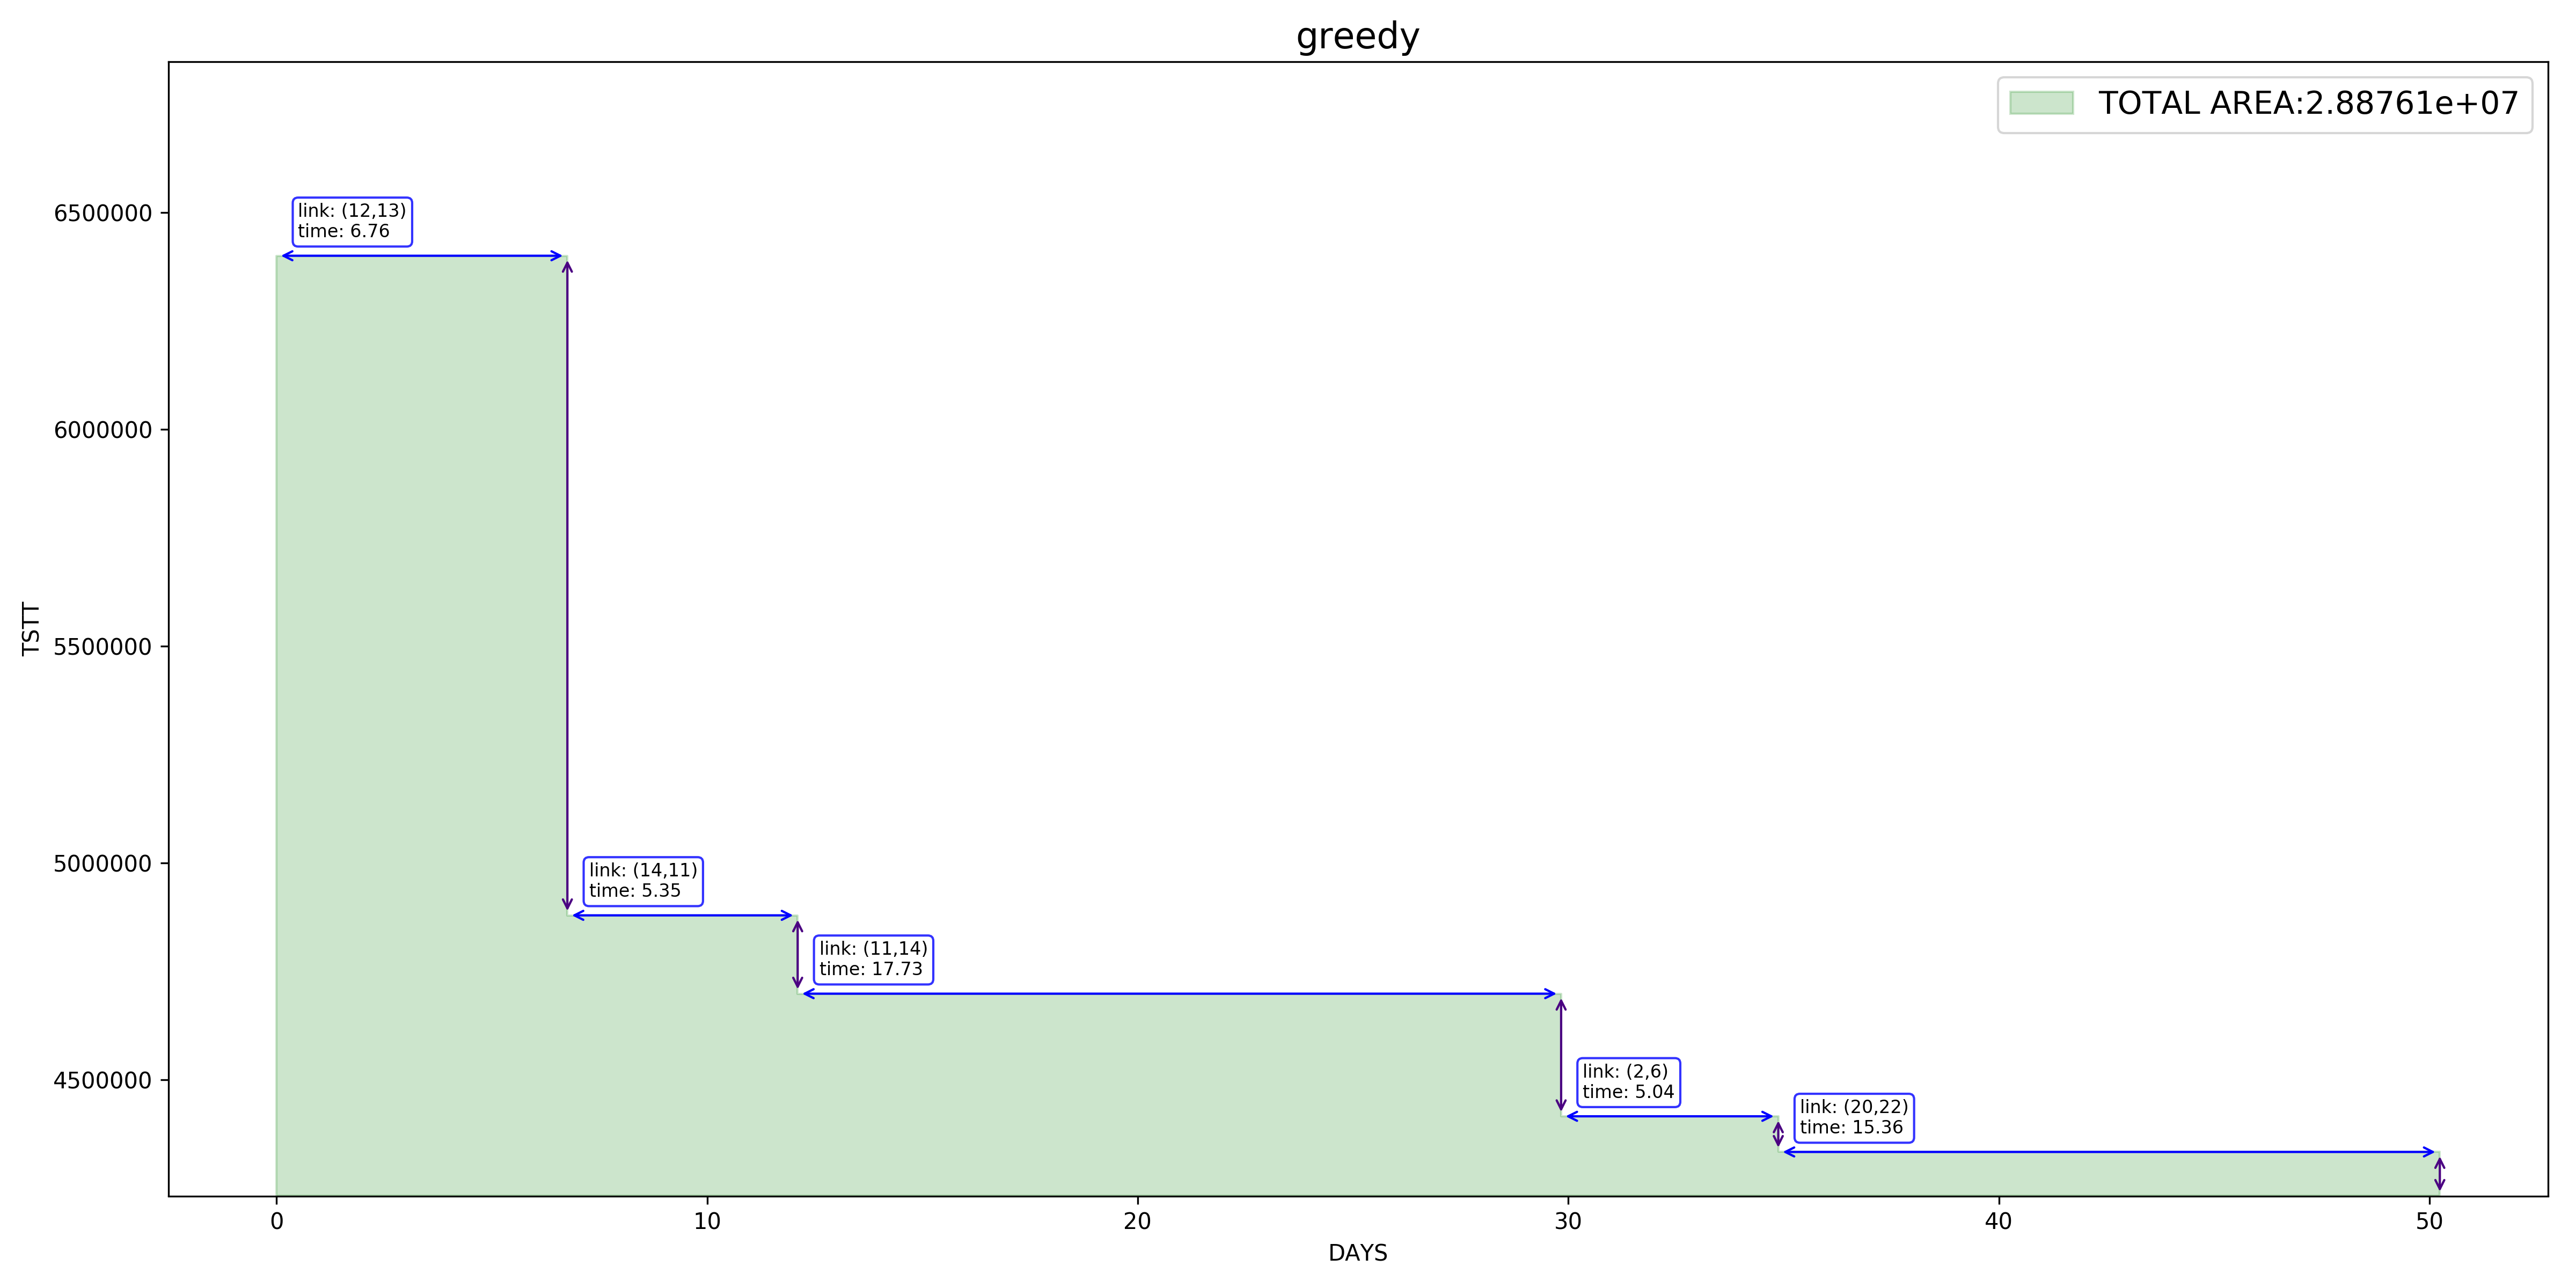 greedy
TOTAL AREA:2.88761e+07
TSTT
6500000
6000000
5500000
5000000
4500000
link: (12,13)
time: 6.76
link: (14,11)
time: 5.35
link: (11,14)
time: 17.73
link: (2,6)
time: 5.04
link: (20,22)
time: 15.36
0
10
20
30
40
50
DAYS